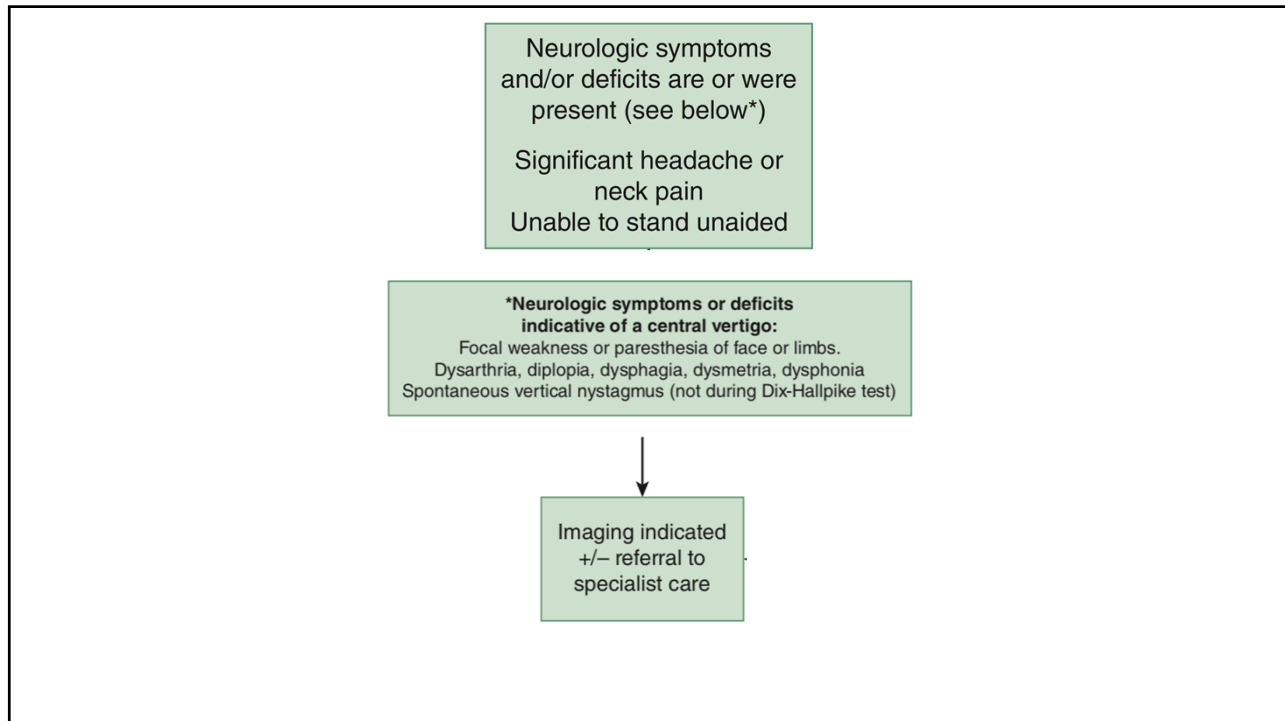 Neurologic symptoms
and/or deficits are or were
present (see below*)
Significant headache or
neck pain
Unable to stand unaided
*Neurologic symptoms or deficits
indicative of a central vertigo:
Focal weakness or paresthesia of face or limbs.
Dysarthria, diplopia, dysphagia, dysmetria, dysphonia
Spontaneous vertical nystagmus (not during Dix-Hallpike test)
Imaging indicated
+/– referral to
specialist care